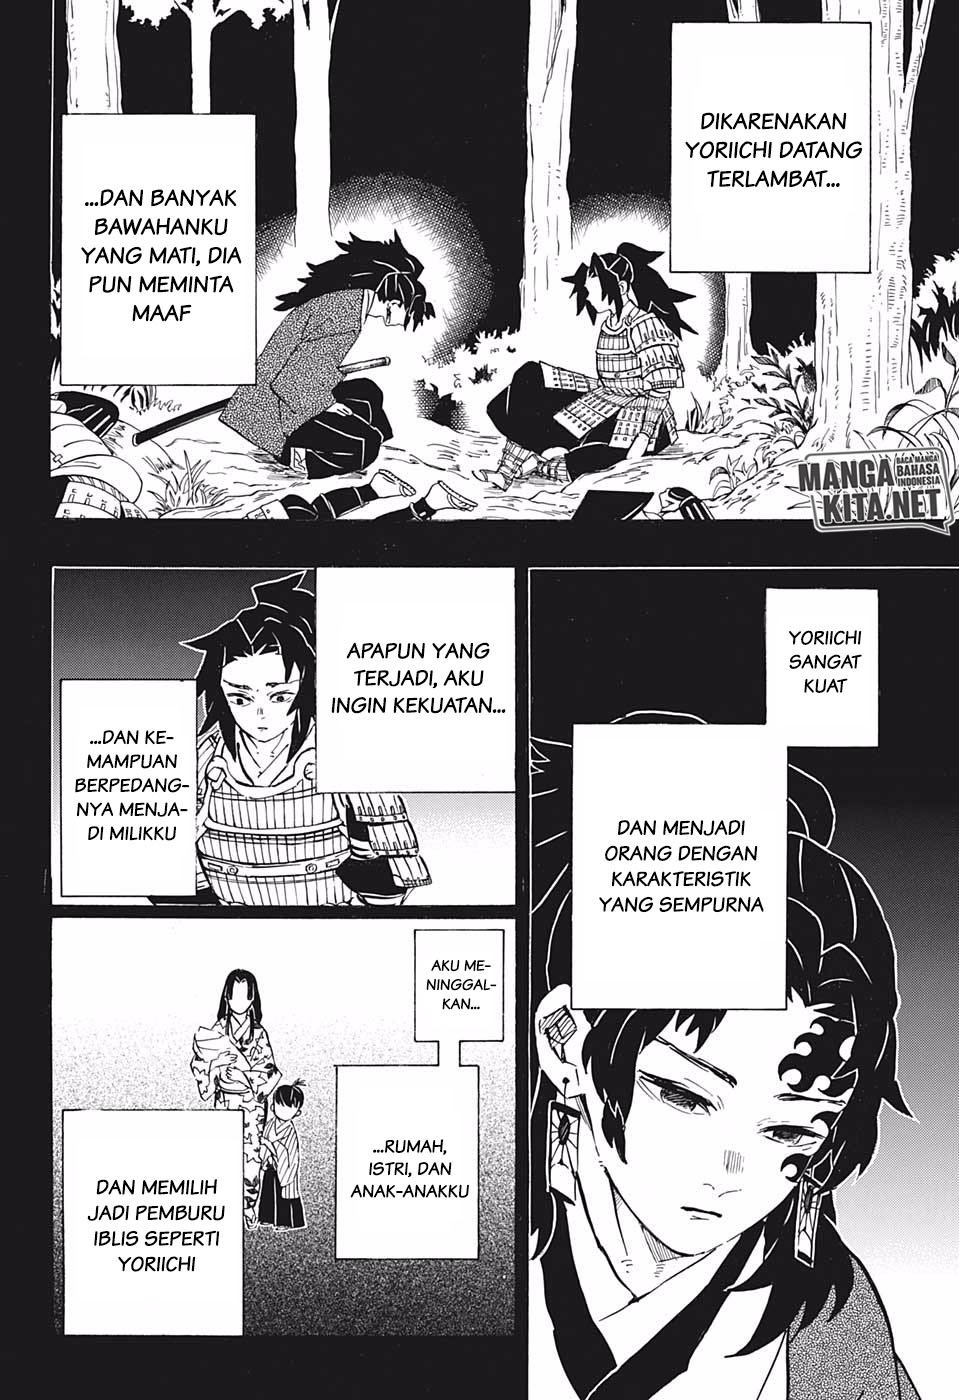 DIKARENAKAN
YORIICHI DATANG
TERLAMBAT...
...DAN BANYAK
BAWAHANKU
YANG MATI, DIA
PUN MEMINTA
MAAF
MANGA
KITA.NET
BACA MANGA
BAHASA
INDONESIA
YORIICHI
SANGAT
KUAT
DAN MENJADI
ORANG DENGAN
KARAKTERISTIK
YANG SEMPURNA
APAPUN YANG
TERJADI, AKU
INGIN KEKUATAN...
...DAN KE-
MAMPUAN
BERPEDANG-
NYA MENJA-
DI MILIKKU
AKU ME-
NINGGAL-
KAN...
...RUMAH,
ISTRI, DAN
ANAK-ANAKKU
DAN MEMILIH
JADI PEMBURU
IBLIS SEPERTI
YORIICHI